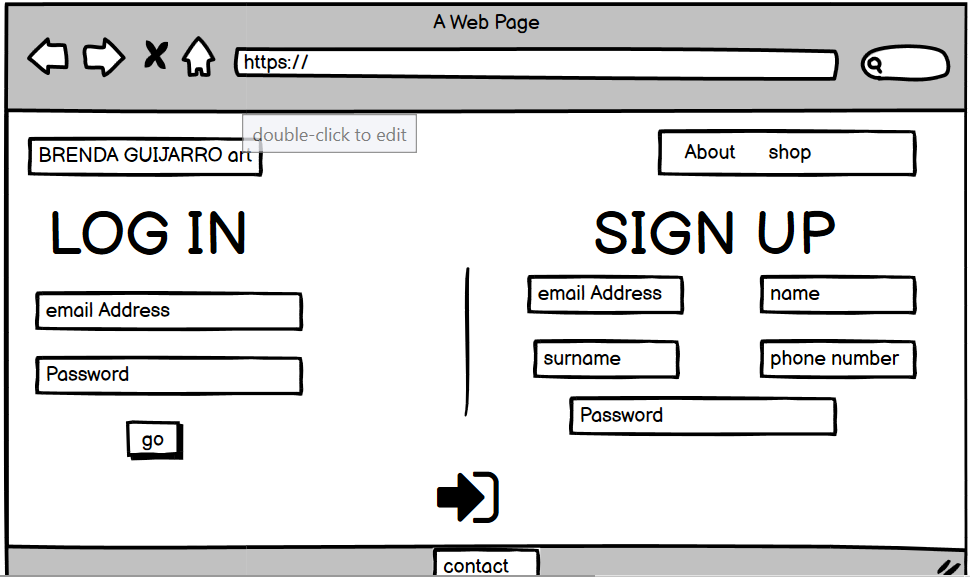 A Web Page
https://
double-click to edit
BRENDA GUIJARRO art
About shop
LOG IN
SIGN UP
email Address
Password
go
email Address
name
surname
phone number
Password
contact